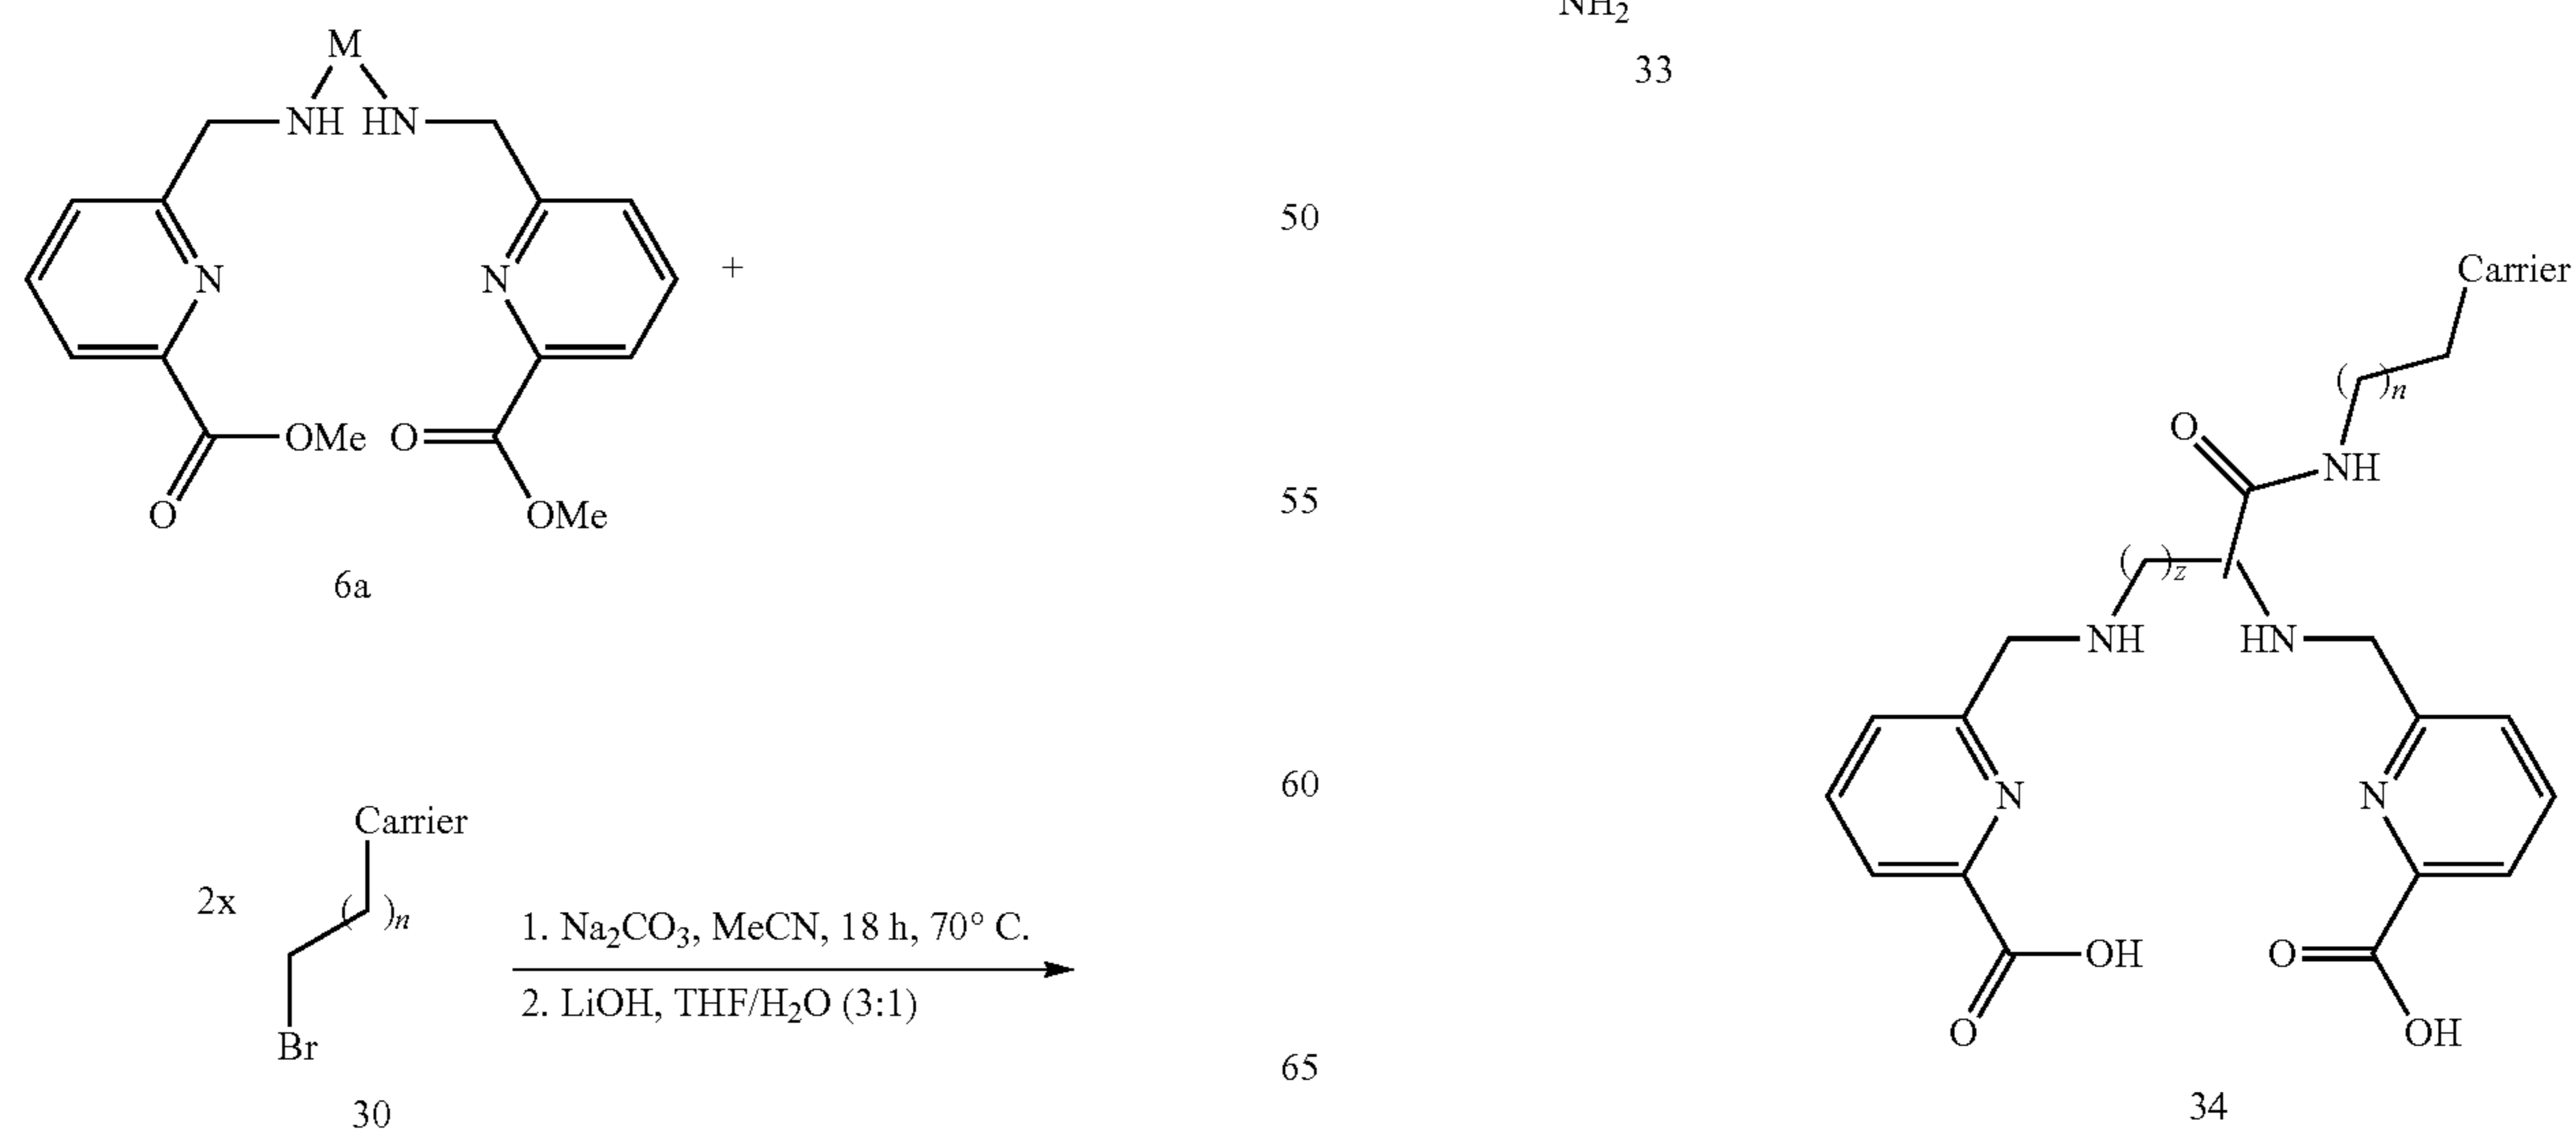 M
NH HN
N N
+
OMe O
O OMe
6a
Carrier
2x
( )n
Br
30
1. Na2CO3, MeCN, 18 h, 70° C.
2. LiOH, THF/H2O (3:1)
NH2
33
50
55
60
65
Carrier
( )n
O
NH
( )z
NH HN
N N
OH O
O OH
34